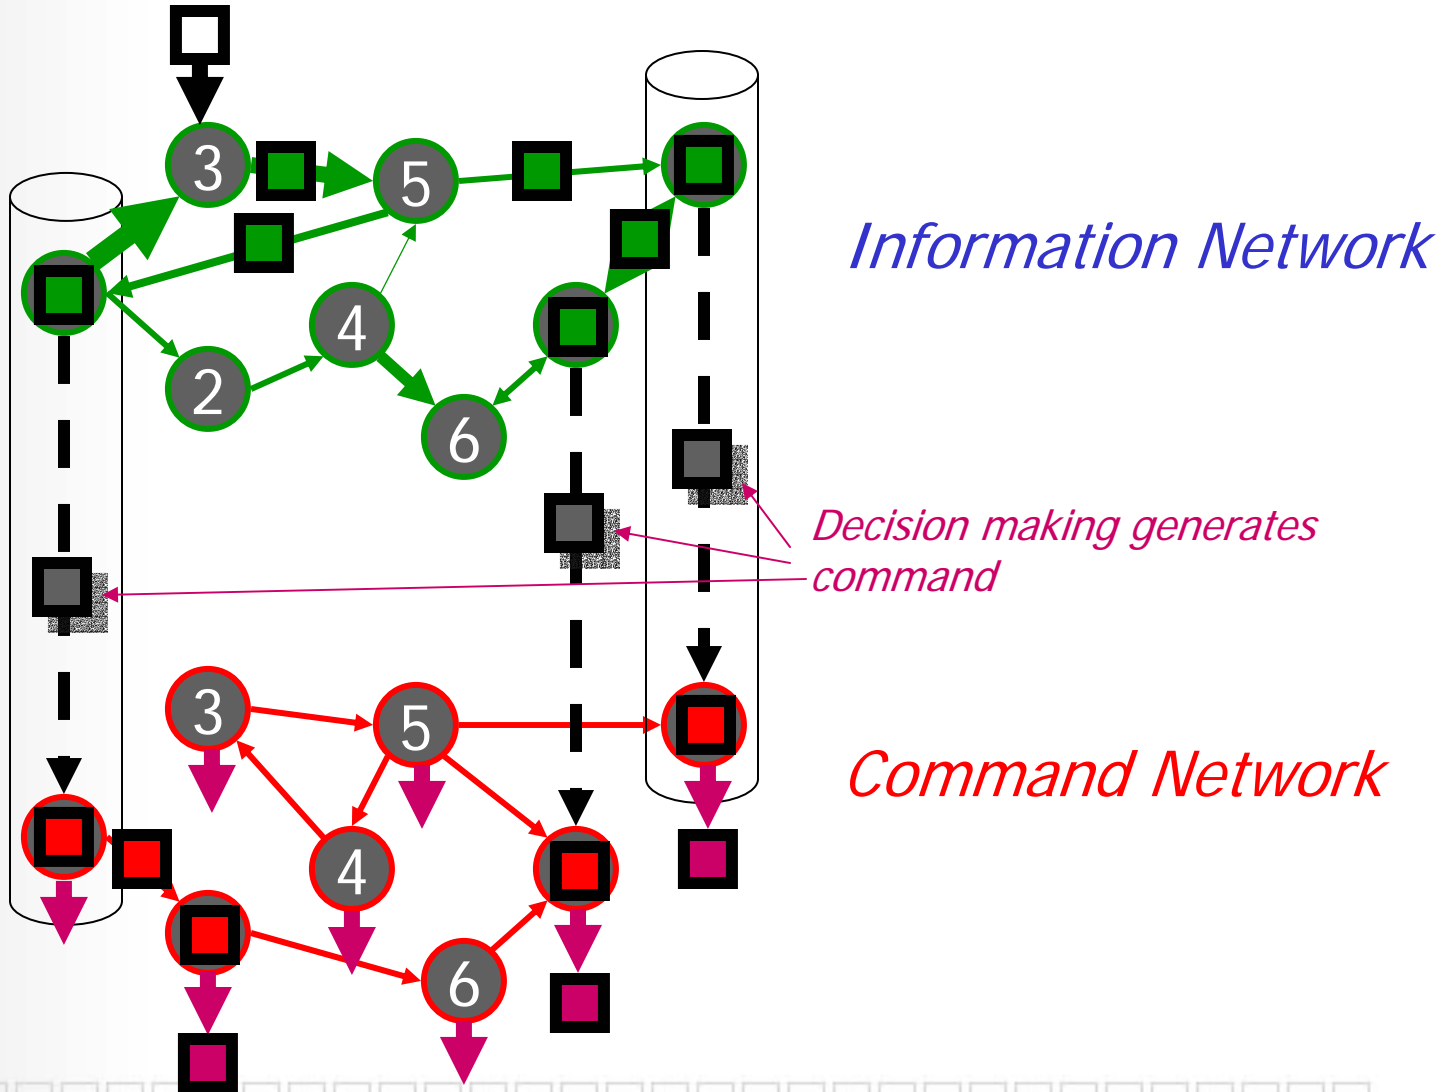 3
5
Information Network
4
2
6
Decision making generates
command
3
5
Command Network
4
6